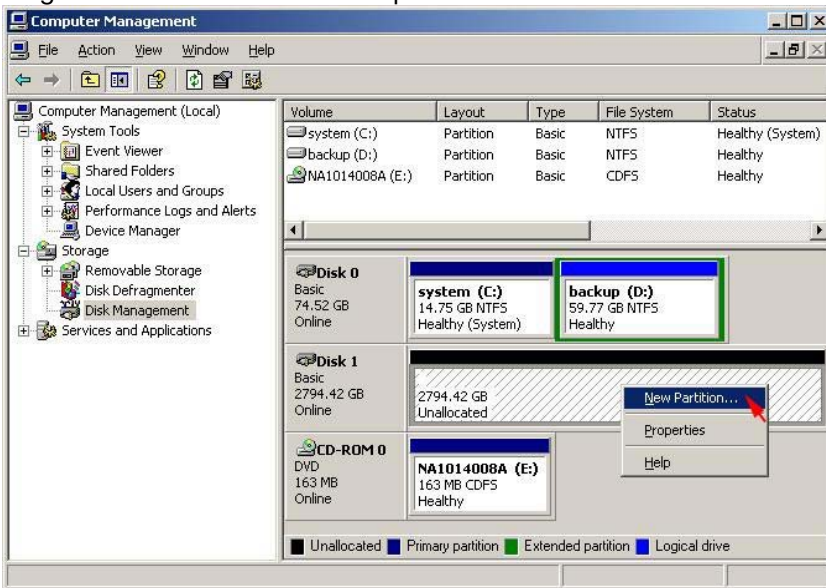 Computer Management
File Action View Window Help
Computer Management (Local)
System Tools
Event Viewer
Shared Folders
Local Users and Groups
Performance Logs and Alerts
Device Manager
Storage
Removable Storage
Disk Defragmenter
Disk Management
Services and Applications
Volume Layout Type File System Status
system (C:) Partition Basic NTFS Healthy (System)
backup (D:) Partition Basic NTFS Healthy
NA1014008A (E:) Partition Basic CDFS Healthy
Disk 0
Basic
74.52 GB
Online
system (C:)
14.75 GB NTFS
Healthy (System)
backup (D:)
59.77 GB NTFS
Healthy
Disk 1
Basic
2794.42 GB
Online
2794.42 GB
Unallocated
New Partition...
Properties
Help
CD-ROM 0
DVD
163 MB
Online
NA1014008A (E:)
163 MB CDFS
Healthy
Unallocated Primary partition Extended partition Logical drive